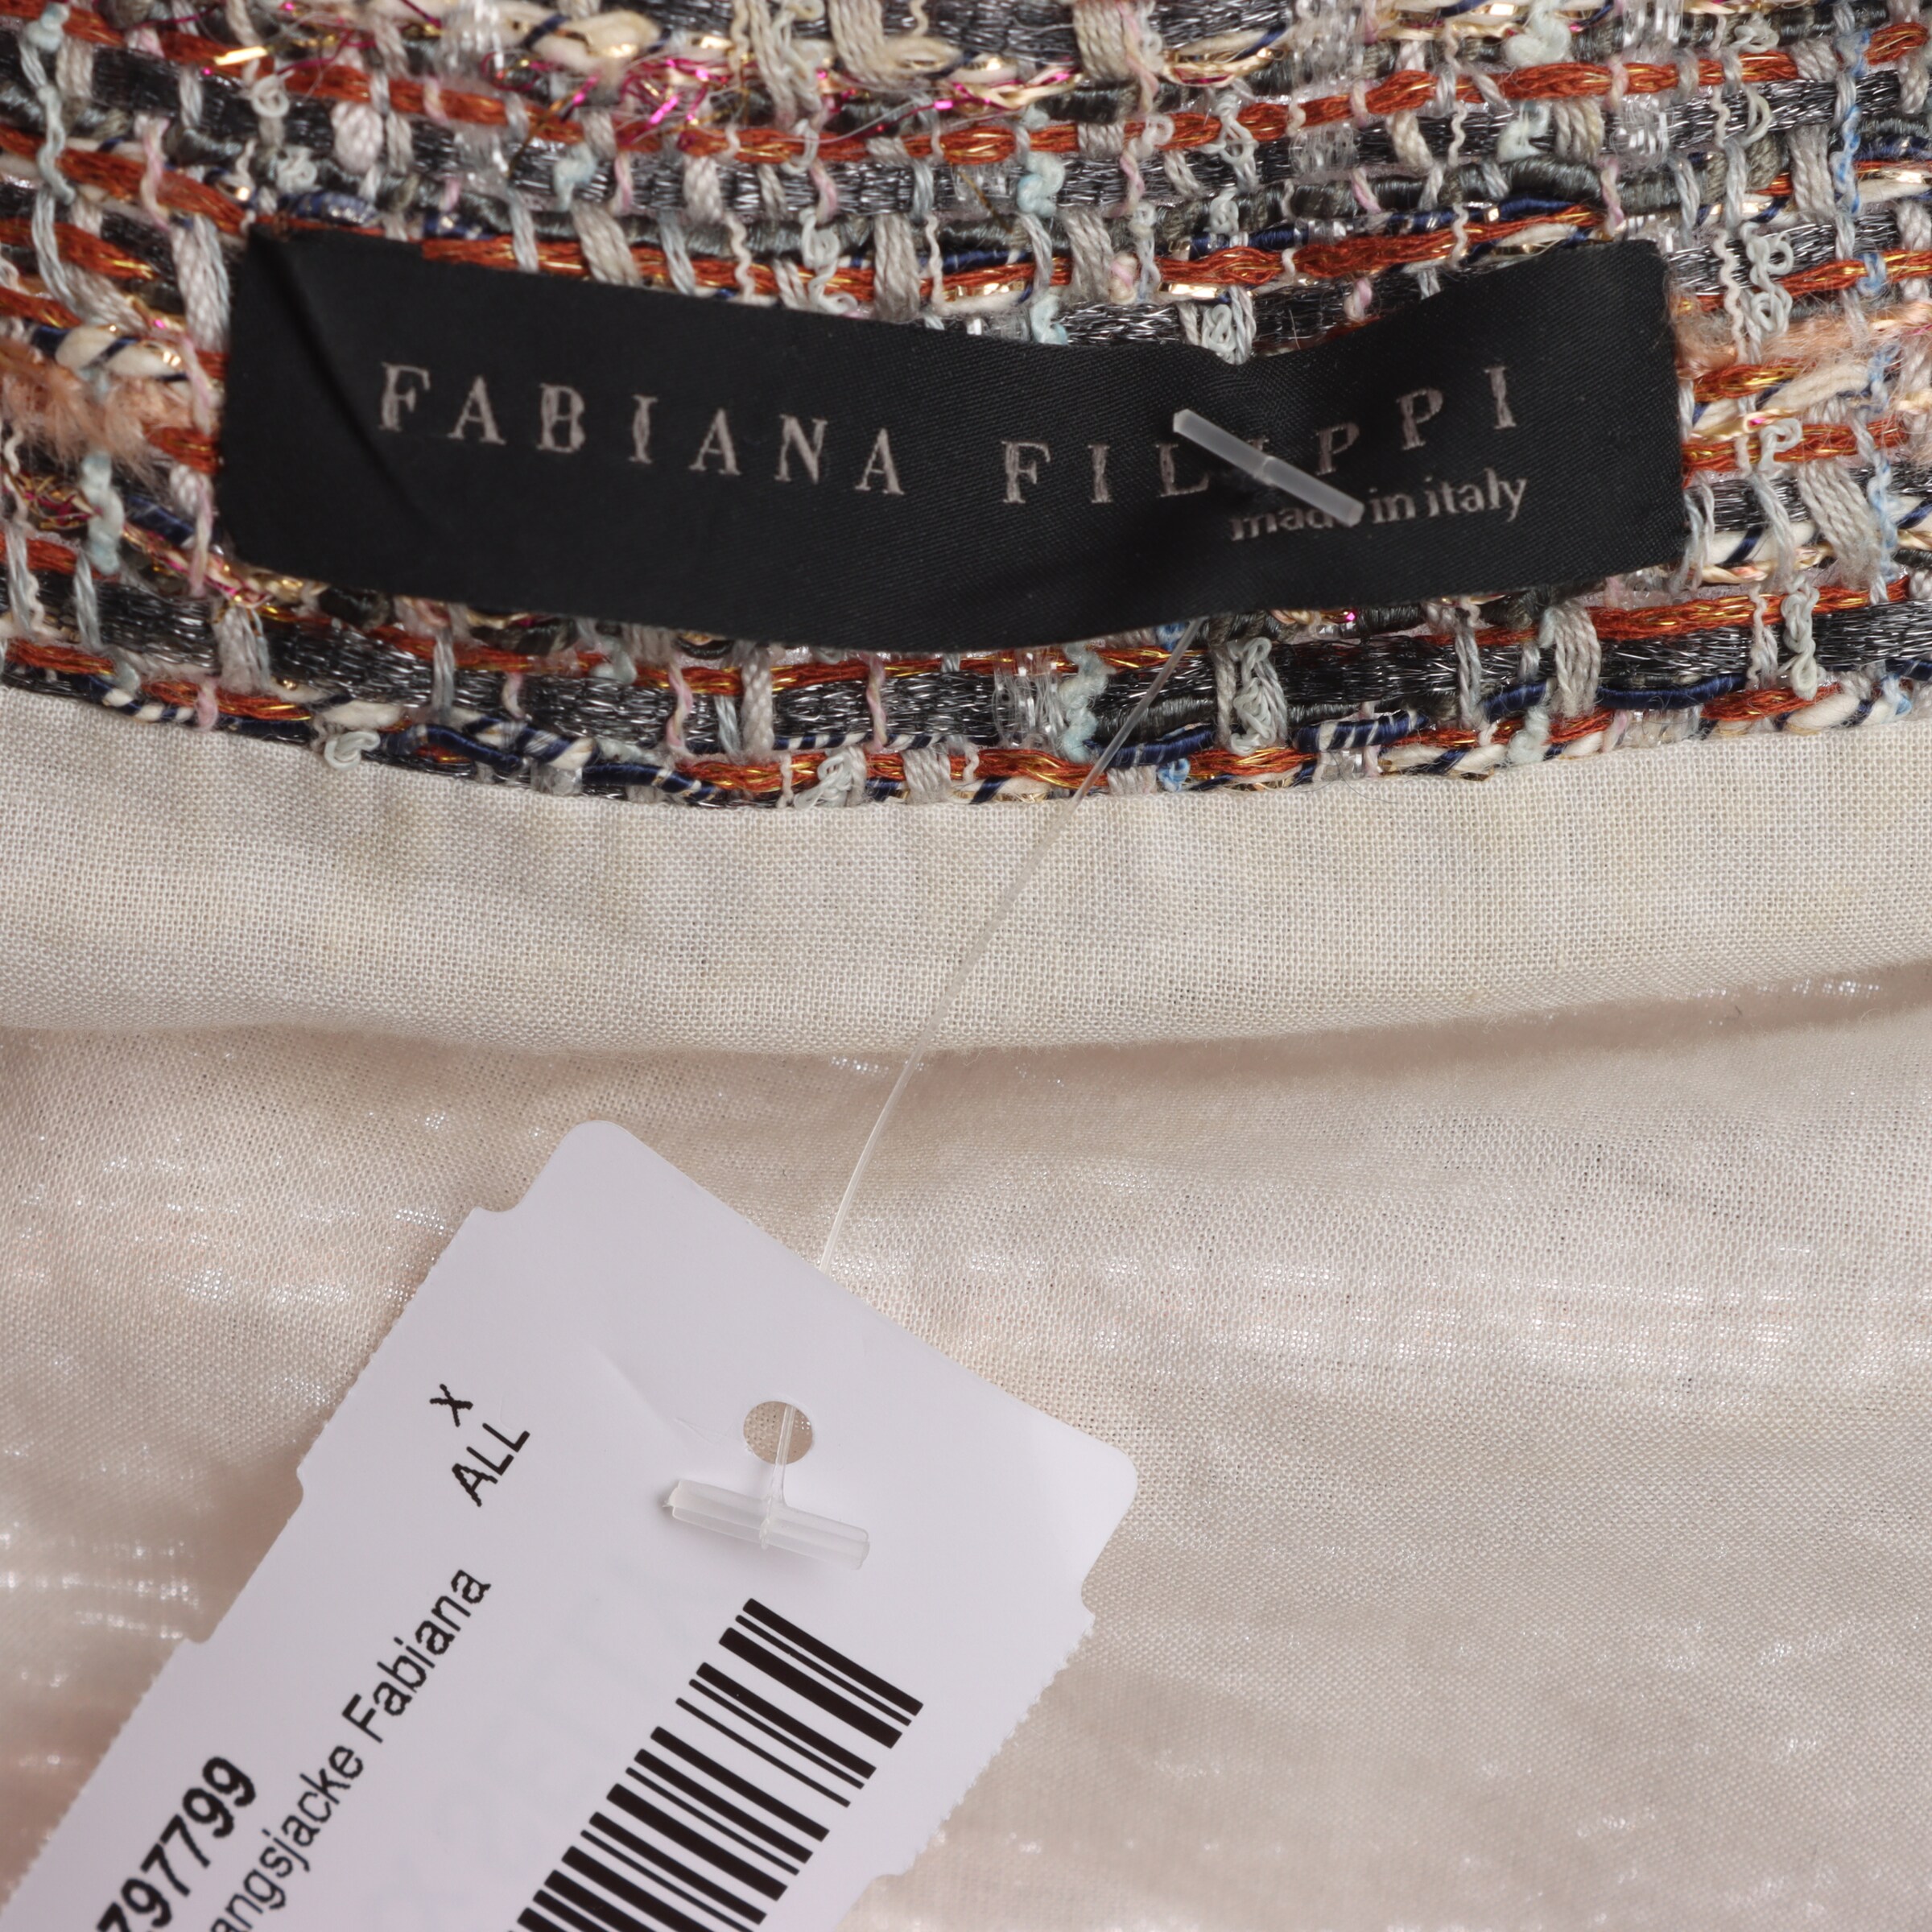 FABIANA FILIPPI
made in italy
X
ALL
797799
angsjacke Fabiana